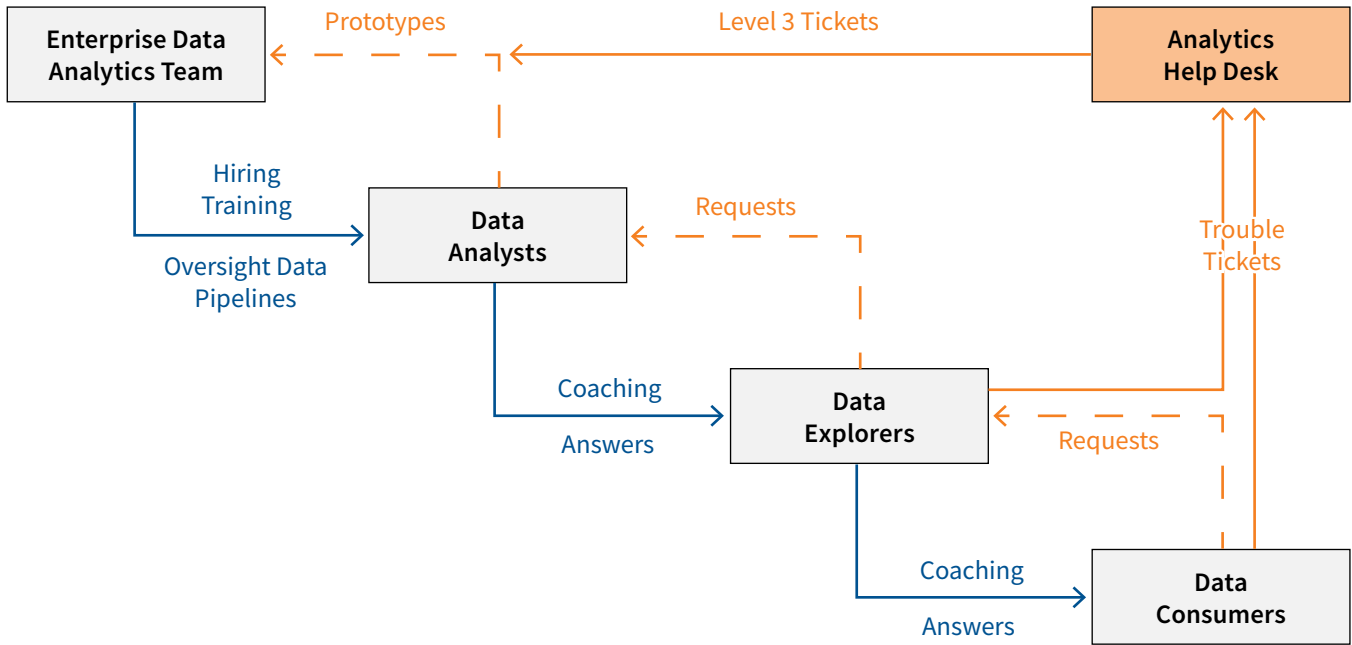 Enterprise Data
Analytics Team
Prototypes
Level 3 Tickets
Analytics
Help Desk
Hiring
Training
Oversight Data
Pipelines
Data
Analysts
Requests
Trouble
Tickets
Coaching
Answers
Data
Explorers
Requests
Coaching
Answers
Data
Consumers